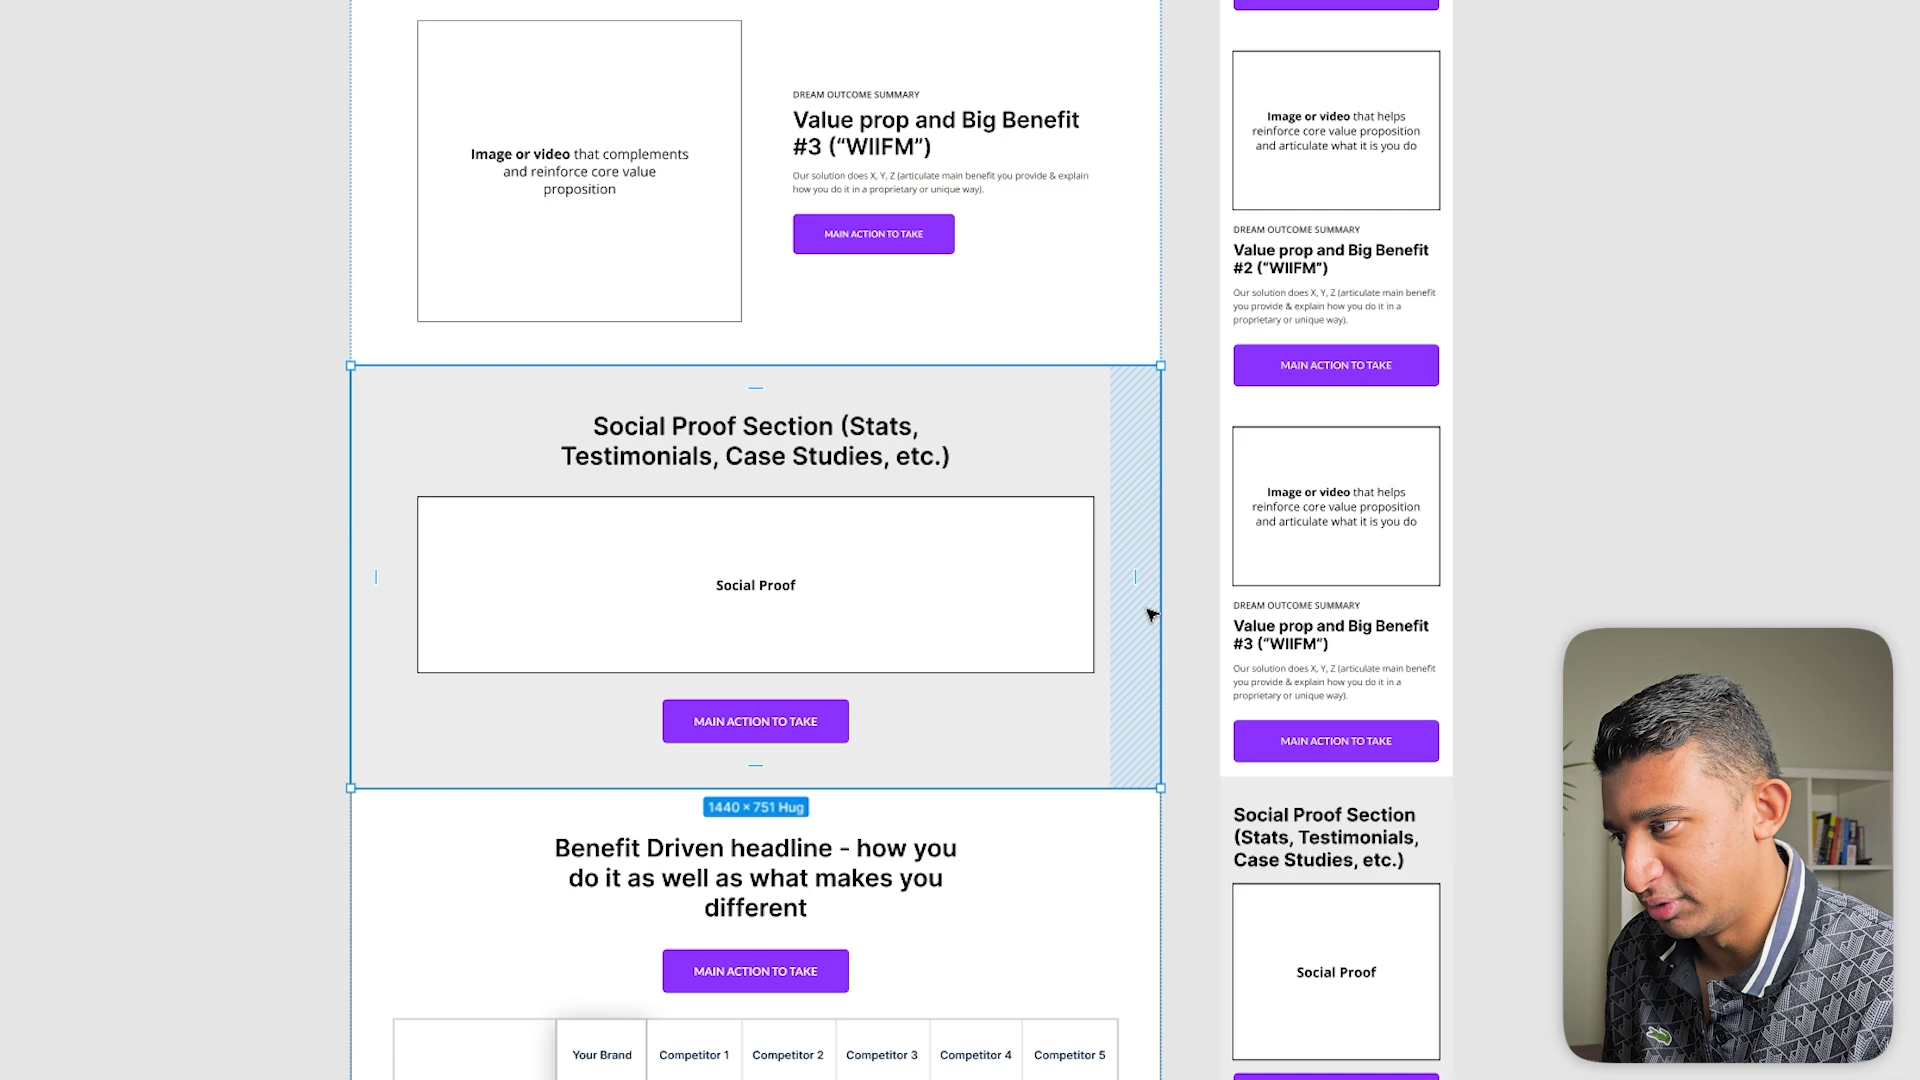 Image or video that complements
and reinforce core value
proposition
DREAM OUTCOME SUMMARY
Value prop and Big Benefit
#3 (“WIIFM”)
Our solution does X, Y, Z (articulate main benefit you provide & explain
how you do it in a proprietary or unique way).
MAIN ACTION TO TAKE
Social Proof Section (Stats,
Testimonials, Case Studies, etc.)
Social Proof
MAIN ACTION TO TAKE
1440 × 751 Hug
Benefit Driven headline - how you
do it as well as what makes you
different
MAIN ACTION TO TAKE
Your Brand
Competitor 1
Competitor 2
Competitor 3
Competitor 4
Competitor 5
Image or video that helps
reinforce core value proposition
and articulate what it is you do
DREAM OUTCOME SUMMARY
Value prop and Big Benefit
#2 (“WIIFM”)
Our solution does X, Y, Z (articulate main benefit
you provide & explain how you do it in a
proprietary or unique way).
MAIN ACTION TO TAKE
Image or video that helps
reinforce core value proposition
and articulate what it is you do
DREAM OUTCOME SUMMARY
Value prop and Big Benefit
#3 (“WIIFM”)
Our solution does X, Y, Z (articulate main benefit
you provide & explain how you do it in a
proprietary or unique way).
MAIN ACTION TO TAKE
Social Proof Section
(Stats, Testimonials,
Case Studies, etc.)
Social Proof